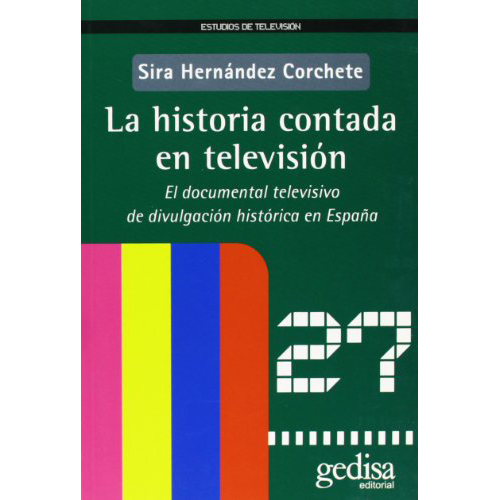 ESTUDIOS DE TELEVISIÓN
Sira Hernández Corchete
La historia contada
en televisión
El documental televisivo
de divulgación histórica en España
27
gedisa
editorial